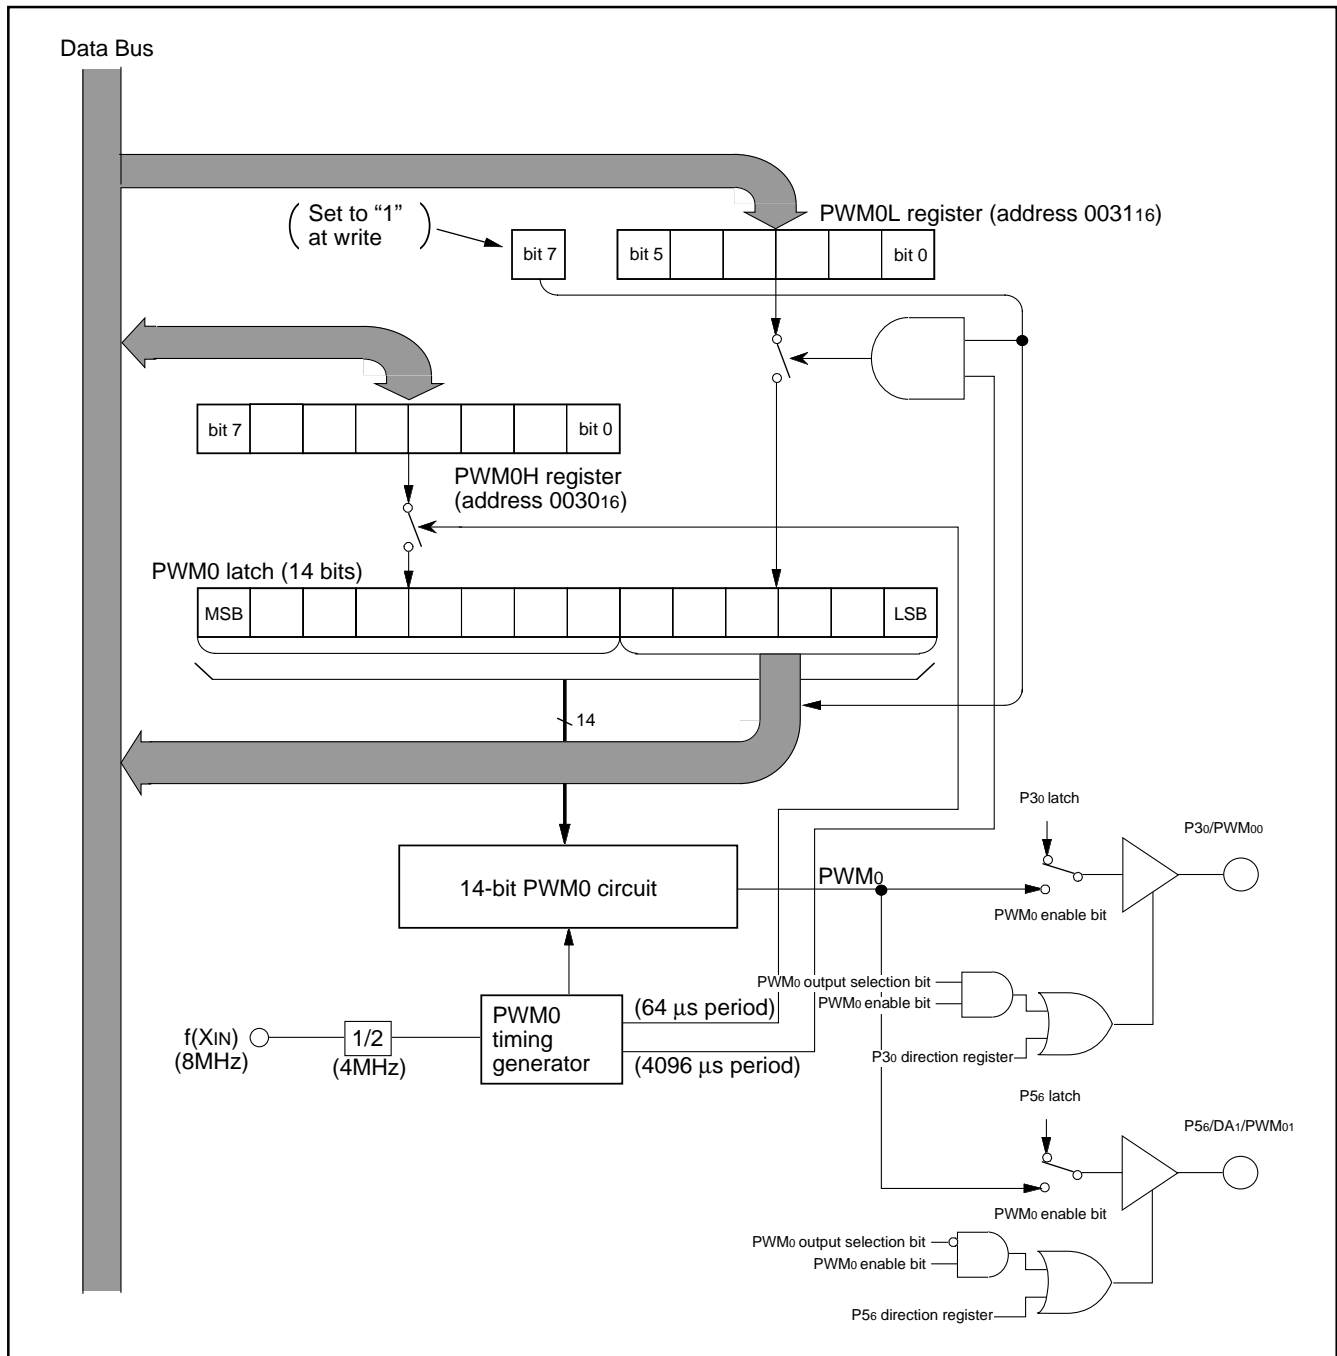 Data Bus
Set to “1”
at write
PWM0L register (address 003116)
bit 7
bit 5
bit 0
bit 7
bit 0
PWM0H register
(address 003016)
PWM0 latch (14 bits)
MSB
LSB
14
P30 latch
P30/PWM00
14-bit PWM0 circuit
PWM0
PWM0 enable bit
PWM0 output selection bit
PWM0 enable bit
P30 direction register
f(XIN)
(8MHz)
1/2
(4MHz)
PWM0
timing
generator
(64 μs period)
(4096 μs period)
P56 latch
P56/DA1/PWM01
PWM0 enable bit
PWM0 output selection bit
PWM0 enable bit
P56 direction register